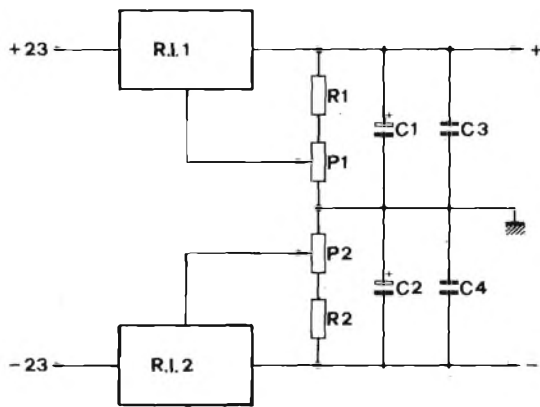 +23
R.I.1
+
R1
C1
+
C3
P1
P2
C2
+
C4
R2
-23
R.I.2
-